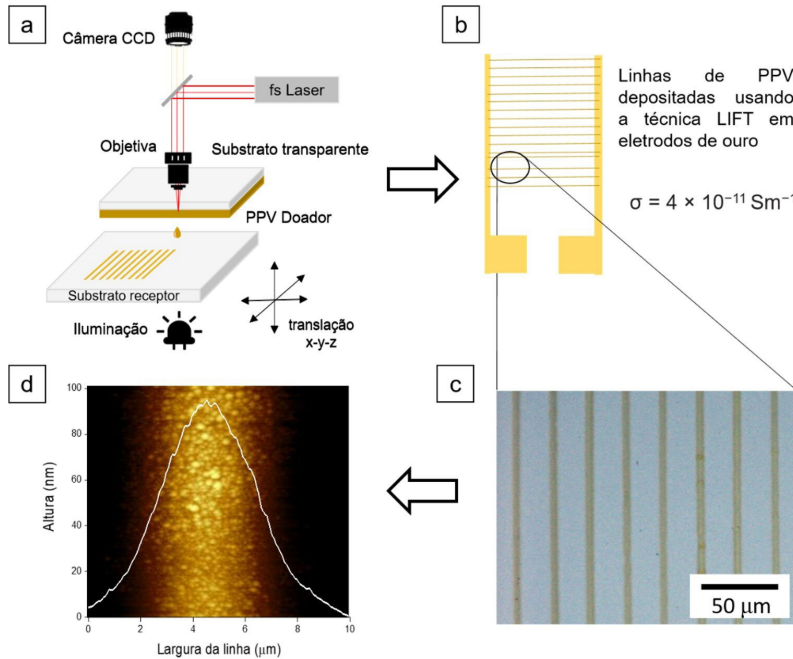 a
Câmera CCD
fs Laser
Objetiva
Substrato transparente
PPV Doador
Substrato receptor
Iluminação
translação
x-y-z
b
Linhas de PPV
depositadas usando
a técnica LIFT em
eletrodos de ouro
σ = 4 × 10⁻¹¹ Sm⁻¹
d
100
80
60
40
20
0
Altura (nm)
0 2 4 6 8 10
Largura da linha (μm)
c
50 μm